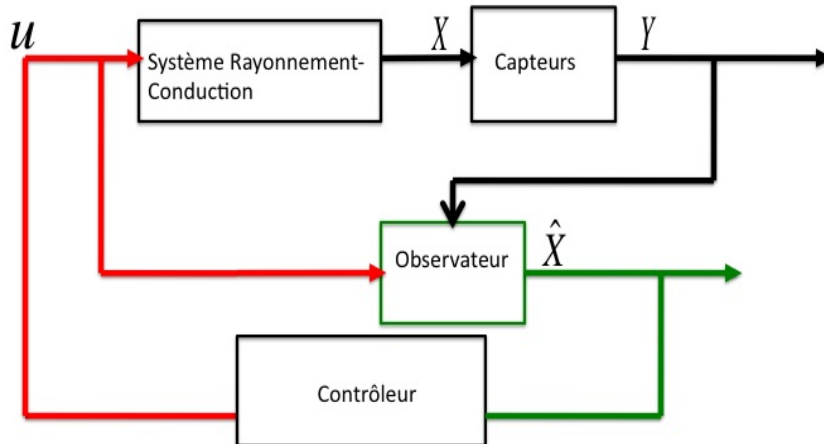 u
X
Y
Système Rayonnement-
Conduction
Capteurs
Observateur
X̂
Contrôleur